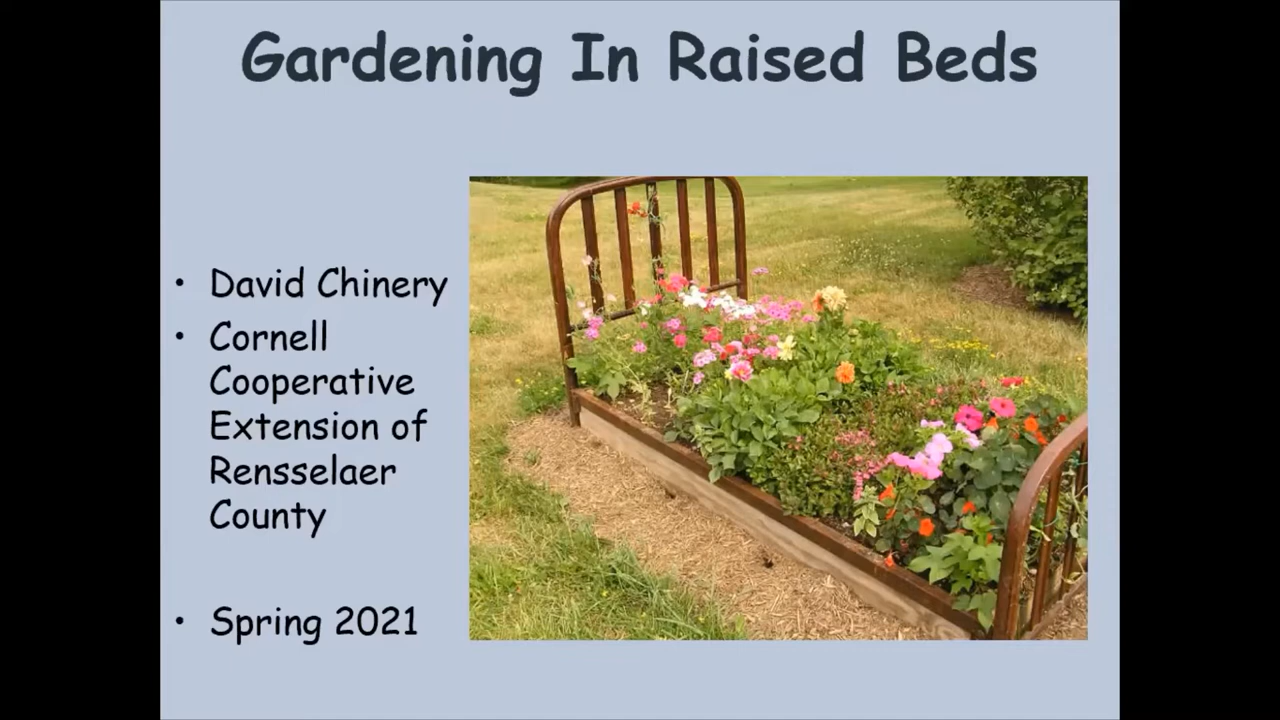 Gardening In Raised Beds
• David Chinery
• Cornell
Cooperative
Extension of
Rensselaer
County
• Spring 2021